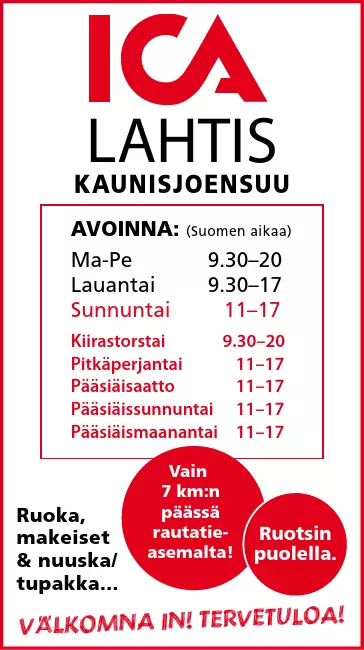 ICA
LAHTIS
KAUNISJOENSUU
AVOINNA: (Suomen aikaa)
Ma-Pe 9.30–20
Lauantai 9.30–17
Sunnuntai 11–17
Kiirastorstai 9.30–20
Pitkäperjantai 11–17
Pääsiäisaatto 11–17
Pääsiäissunnuntai 11–17
Pääsiäismaanantai 11–17
Vain
7 km:n
päässä
rautatie-
asemalta!
Ruotsin
puolella.
Ruoka,
makeiset
& nuuska/
tupakka...
VÄLKOMNA IN! TERVETULOA!